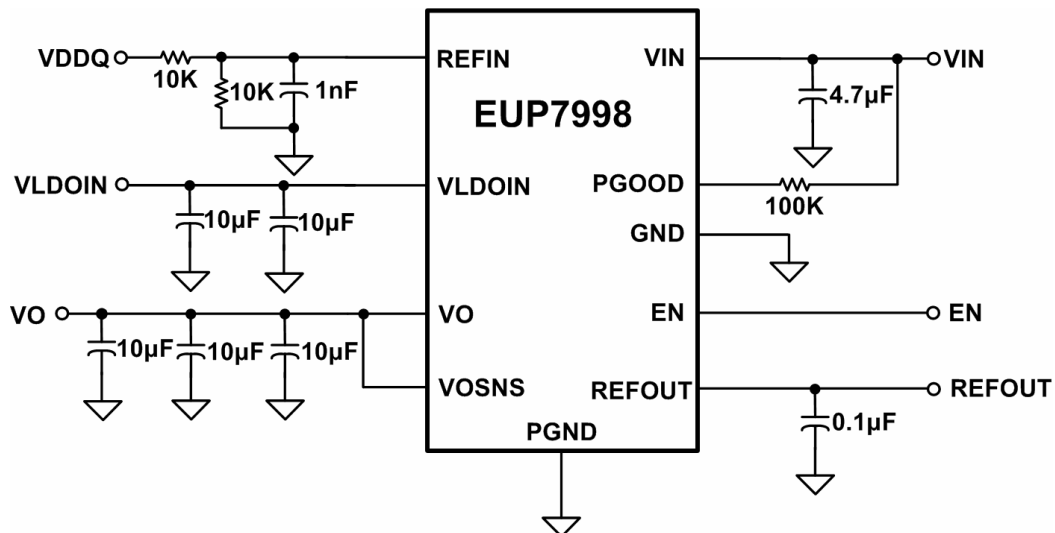 VDDQ
10K
10K
1nF
REFIN
VIN
VIN
4.7µF
EUP7998
VLDOIN
10µF
10µF
VLDOIN
PGOOD
100K
GND
VO
10µF
10µF
10µF
VO
EN
EN
VOSNS
REFOUT
REFOUT
0.1µF
PGND